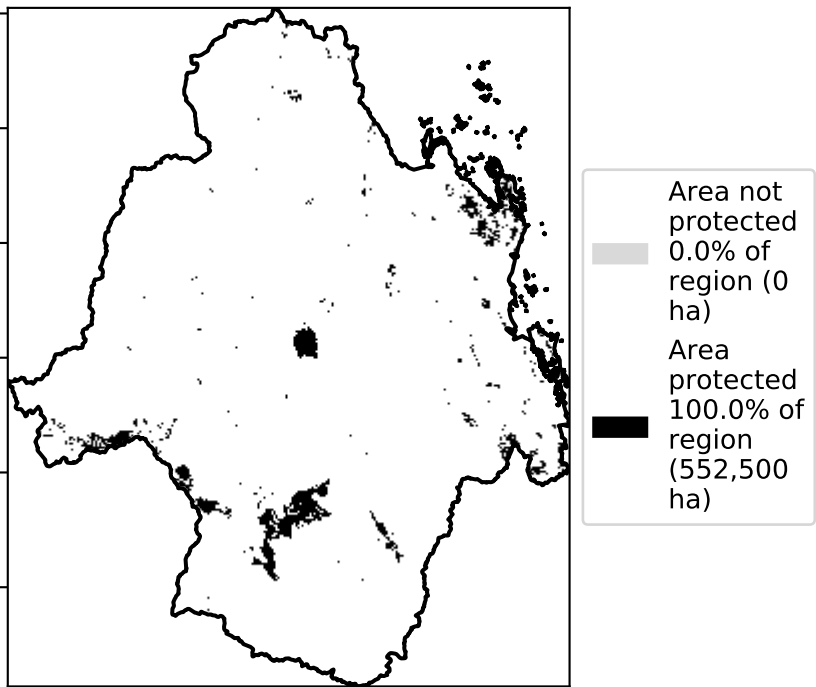 Area not
protected
0.0% of
region (0
ha)
Area
protected
100.0% of
region
(552,500
ha)